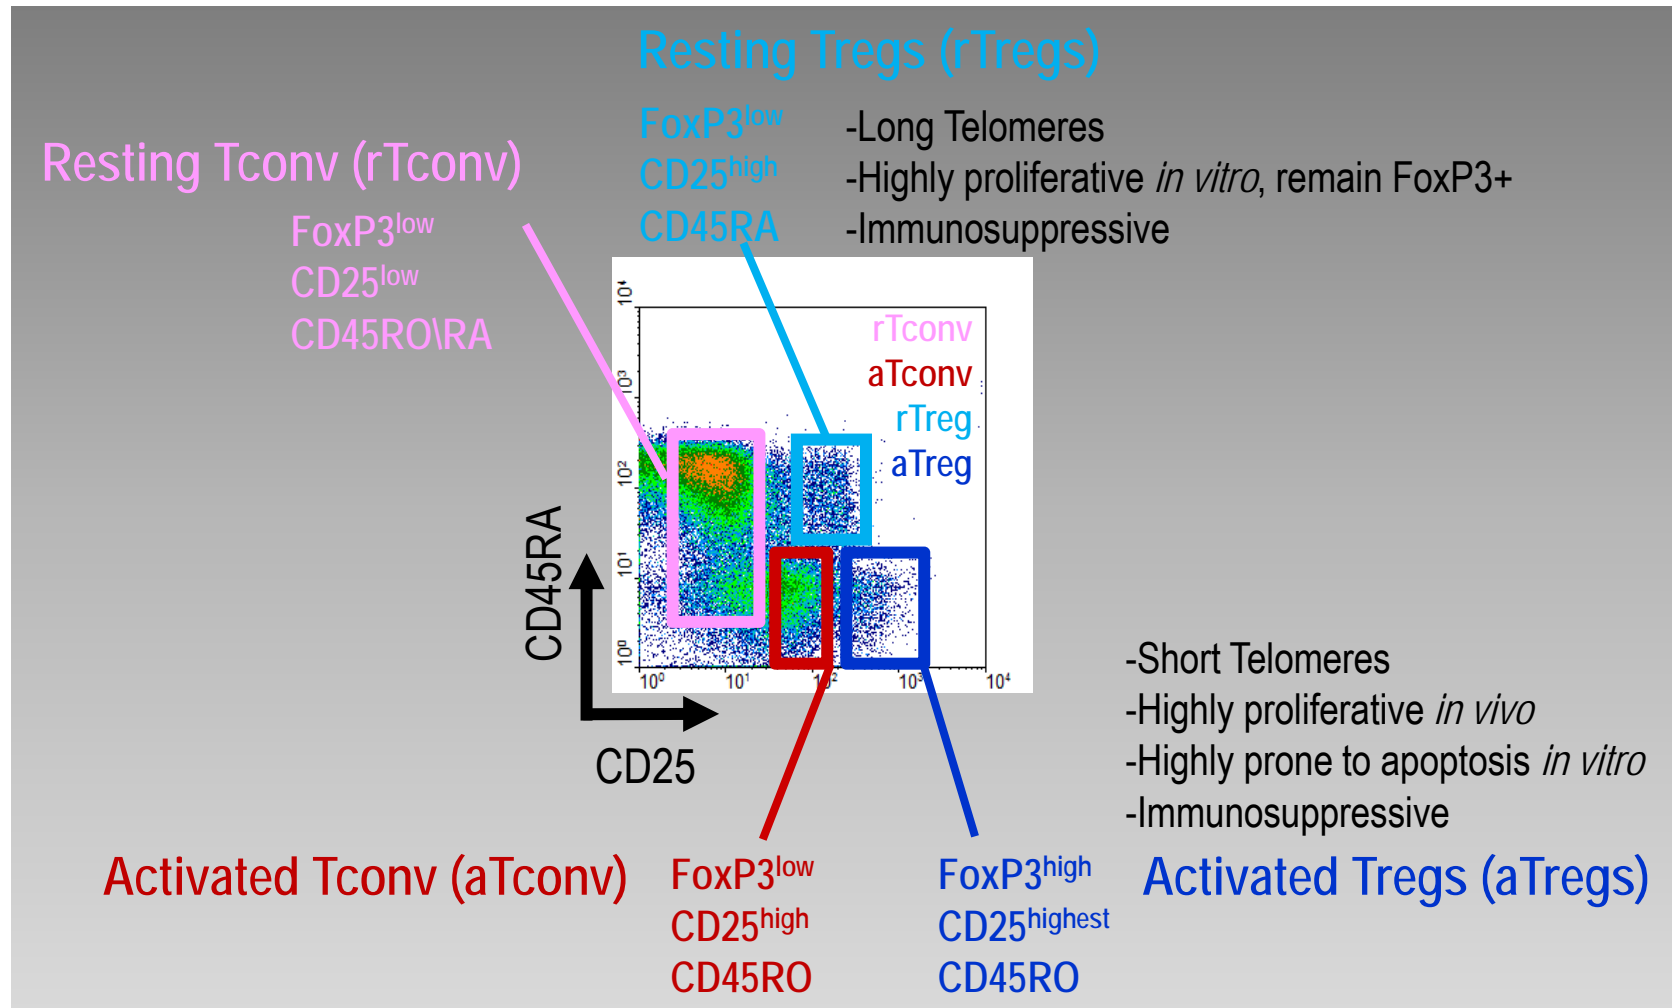 Resting Tregs (rTregs)
FoxP3low
CD25high
CD45RA
-Long Telomeres
-Highly proliferative in vitro, remain FoxP3+
-Immunosuppressive
Resting Tconv (rTconv)
FoxP3low
CD25low
CD45RO\RA
rTconv
aTconv
rTreg
aTreg
10⁴
10³
10²
10¹
10⁰
10⁰
10¹
10²
10³
10⁴
CD45RA
CD25
-Short Telomeres
-Highly proliferative in vivo
-Highly prone to apoptosis in vitro
-Immunosuppressive
Activated Tconv (aTconv)
FoxP3low
CD25high
CD45RO
FoxP3high
CD25highest
CD45RO
Activated Tregs (aTregs)